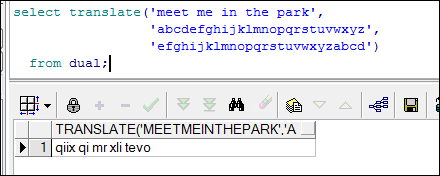 select translate('meet me in the park',
'abcdefghijklmnopqrstuvwxyz',
'efghijklmnopqrstuvwxyzabcd')
from dual;
TRANSLATE('MEETMEINTHEPARK','A
1 qiix qi mr xli tevo